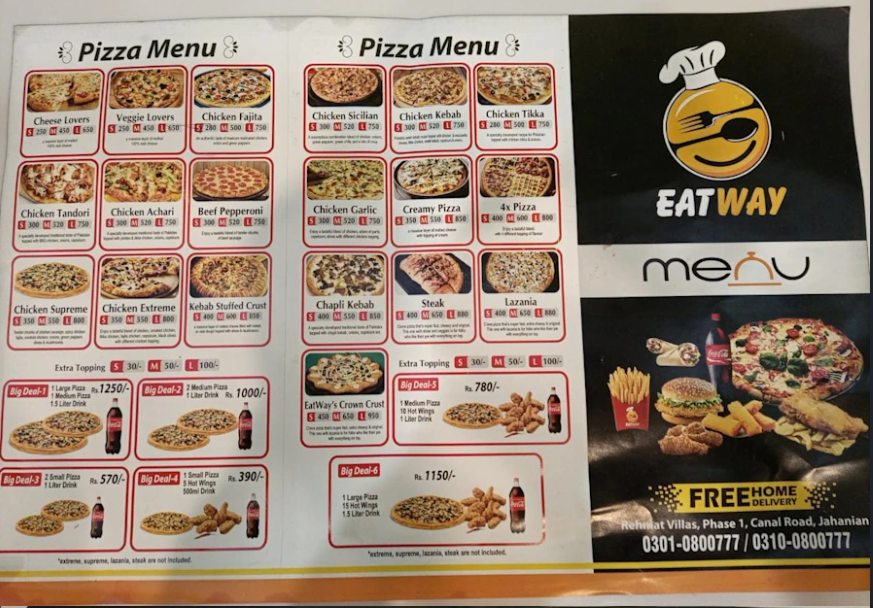 Pizza Menu
Cheese Lovers
S 250 M 450 L 650
Veggie Lovers
S 250 M 450 L 650
Chicken Fajita
S 280 M 500 L 750
Chicken Tandori
S 300 M 520 L 750
Chicken Achari
S 300 M 520 L 750
Beef Pepperoni
S 300 M 520 L 750
Chicken Supreme
S 350 M 550 L 800
Chicken Extreme
S 350 M 550 L 800
Kebab Stuffed Crust
S 400 M 600 L 850
Extra Topping S 30/- M 50/- L 100/-
Big Deal-1
1 Large Pizza
1 Medium Pizza
1.5 Liter Drink
Rs.1250/-
Big Deal-2
2 Medium Pizza
1 Liter Drink
Rs. 1000/-
Big Deal-3
2 Small Pizza
1 Liter Drink
Rs. 570/-
Big Deal-4
1 Small Pizza
5 Hot Wings
500ml Drink
Rs. 390/-
*extreme, supreme, lazania, steak are not included.
Pizza Menu
Chicken Sicilian
S 300 M 520 L 750
Chicken Kebab
S 300 M 520 L 750
Chicken Tikka
S 280 M 500 L 750
Chicken Garlic
S 300 M 520 L 750
Creamy Pizza
S 350 M 550 L 850
4x Pizza
S 400 M 600 L 800
Chapli Kebab
S 400 M 550 L 850
Steak
S 400 M 650 L 880
Lazania
S 400 M 650 L 880
EatWay's Crown Crust
S 450 M 650 L 950
Extra Topping S 30/- M 50/- L 100/-
Big Deal-5
Rs. 780/-
1 Medium Pizza
10 Hot Wings
1 Liter Drink
Big Deal-6
Rs. 1150/-
1 Large Pizza
15 Hot Wings
1.5 Liter Drink
*extreme, supreme, lazania, steak are not included.
EATWAY
menu
Coca-Cola
FREE HOME DELIVERY
Rehmat Villas, Phase 1, Canal Road, Jahanian
0301-0800777 / 0310-0800777